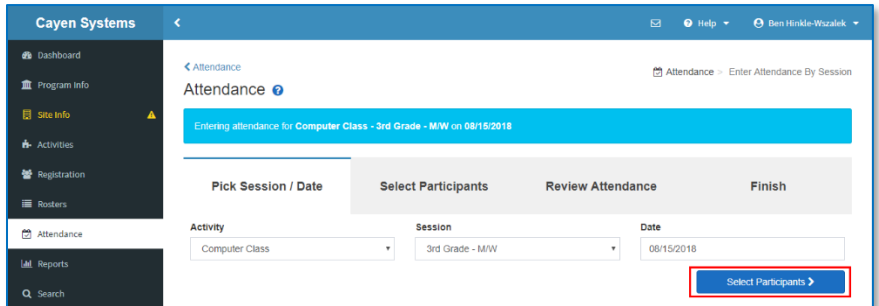 Cayen Systems
Help
Ben Hinkle-Wszalek
Dashboard
Program Info
Site Info
Activities
Registration
Rosters
Attendance
Reports
Search
Attendance
Attendance > Enter Attendance By Session
Attendance
Entering attendance for Computer Class - 3rd Grade - M/W on 08/15/2018
Pick Session / Date
Select Participants
Review Attendance
Finish
Activity
Session
Date
Computer Class
3rd Grade - M/W
08/15/2018
Select Participants